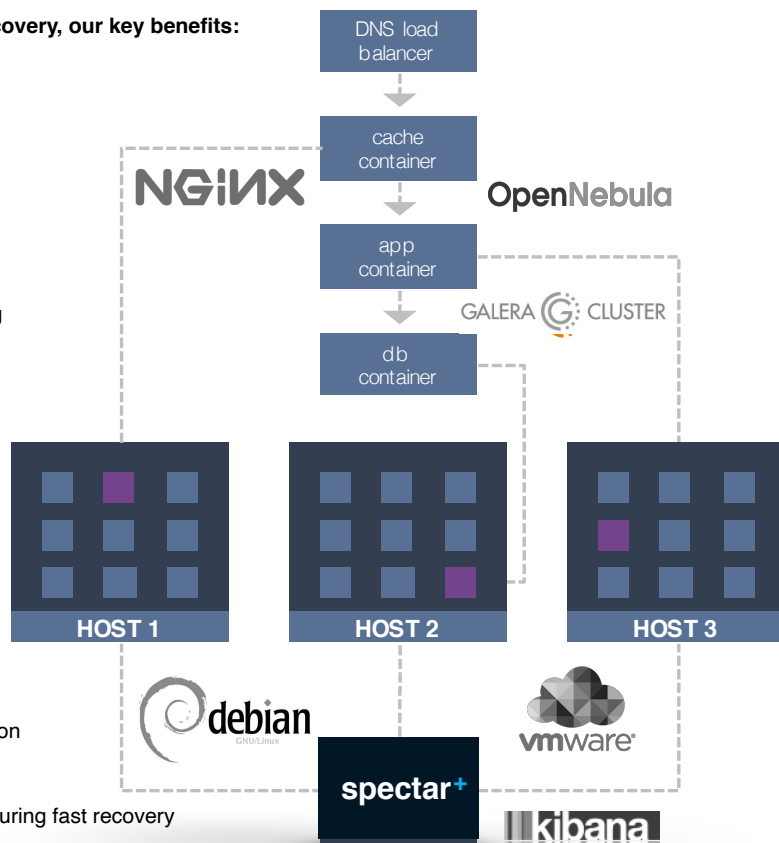 covery, our key benefits:
DNS load
balancer
cache
container
NGINX
OpenNebula
app
container
GALERA CLUSTER
db
container
HOST 1
HOST 2
HOST 3
debian
GNU/Linux
vmware®
on
spectar+
uring fast recovery
kibana